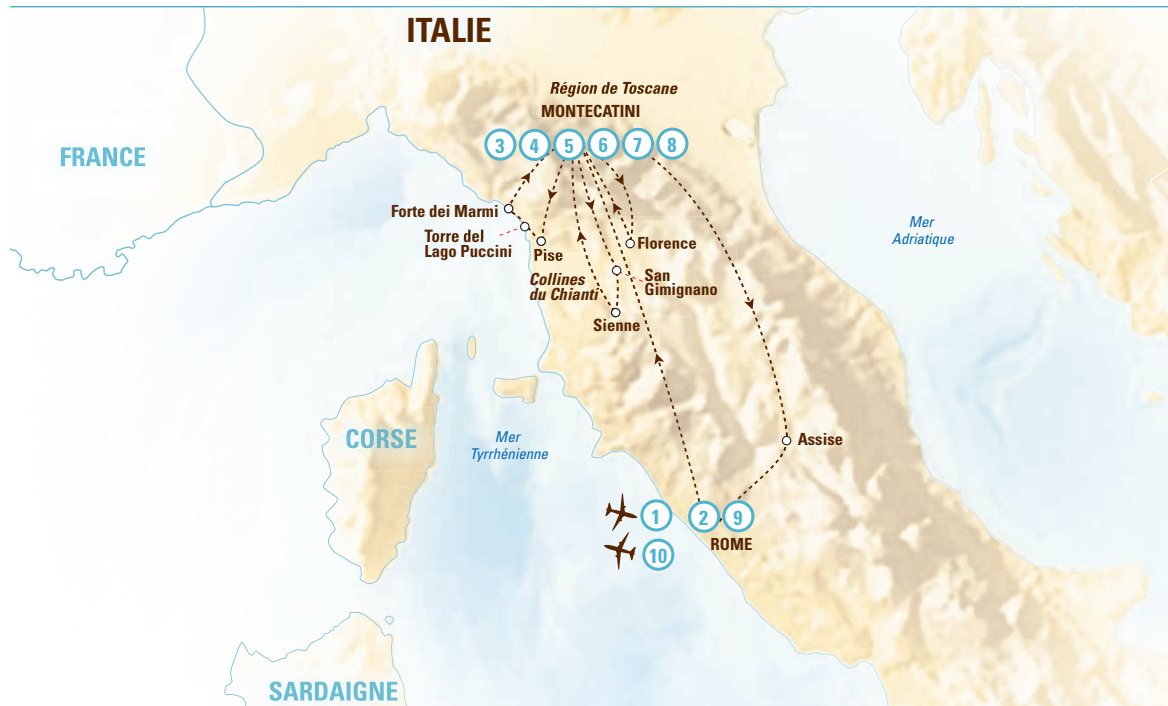 ITALIE
Région de Toscane
MONTECATINI
3 4 5 6 7 8
FRANCE
Forte dei Marmi
Torre del
Lago Puccini
Pise
Florence
Mer
Adriatique
Collines
du Chianti
San
Gimignano
Sienne
CORSE
Mer
Tyrrhénienne
Assise
1
2 9
ROME
10
SARDAIGNE